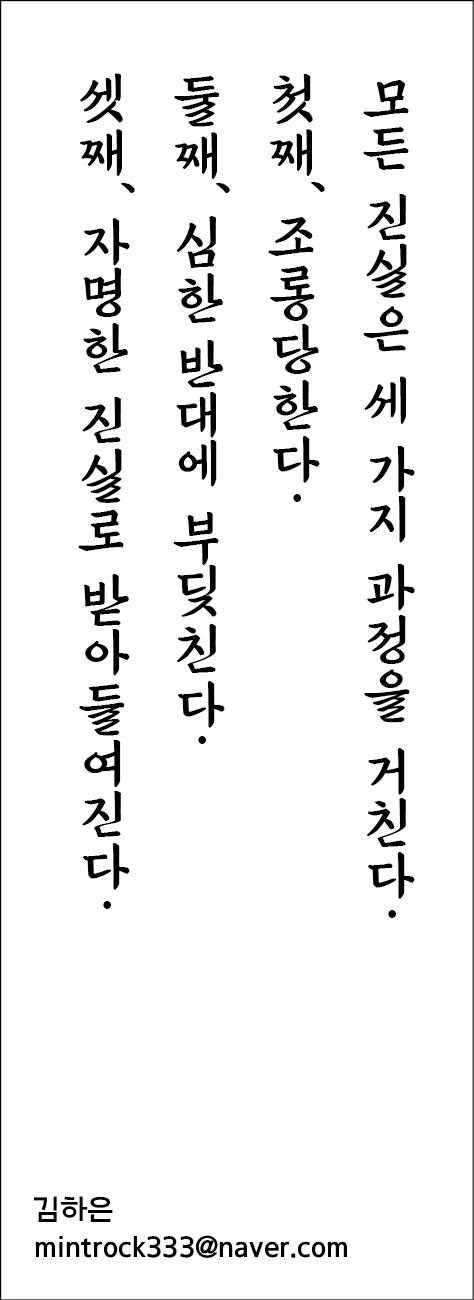 모든 진실은 세 가지 과정을 거친다.
첫째, 조롱당한다.
둘째, 심한 반대에 부딪친다.
셋째, 자명한 진실로 받아들여진다.
김하은
mintrock333@naver.com